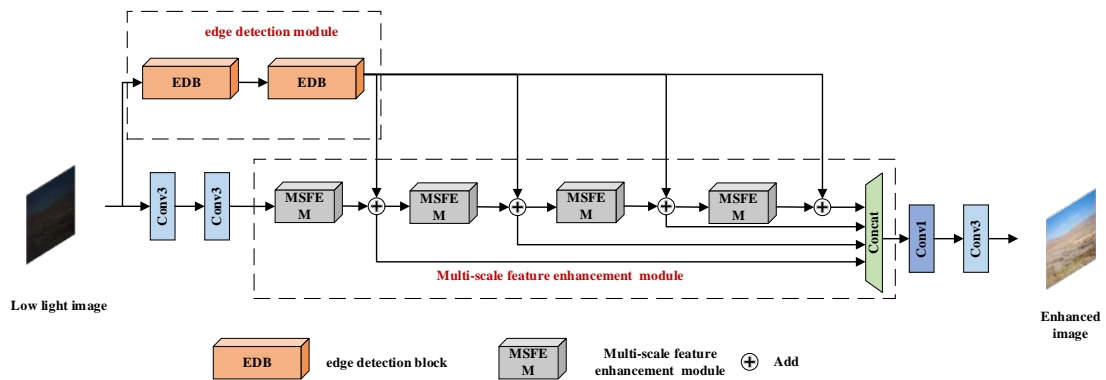 edge detection module
EDB
EDB
Conv3
Conv3
MSFE
M
MSFE
M
MSFE
M
MSFE
M
Concat
Conv1
Conv3
Multi-scale feature enhancement module
Low light image
Enhanced
image
EDB
edge detection block
MSFE
M
Multi-scale feature
enhancement module
Add